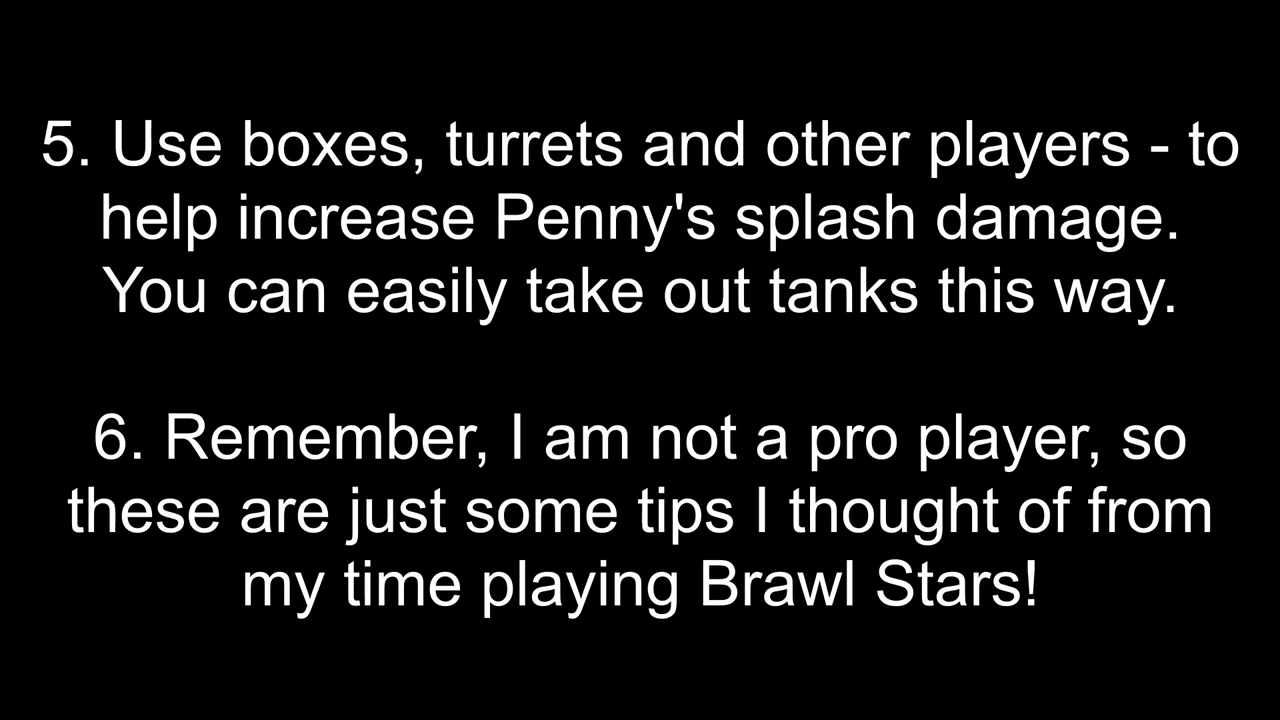 5. Use boxes, turrets and other players - to
help increase Penny's splash damage.
You can easily take out tanks this way.
6. Remember, I am not a pro player, so
these are just some tips I thought of from
my time playing Brawl Stars!